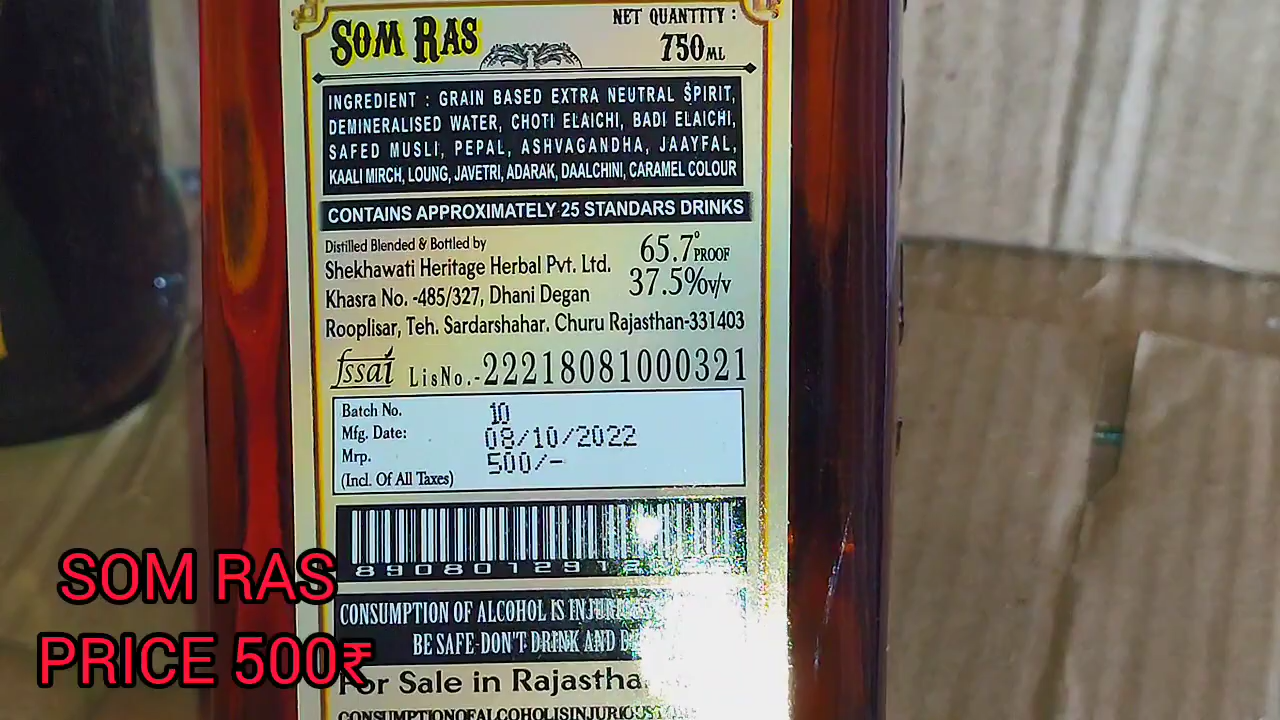 SOM RAS
NET QUANTITY :
750ML
INGREDIENT : GRAIN BASED EXTRA NEUTRAL SPIRIT,
DEMINERALISED WATER, CHOTI ELAICHI, BADI ELAICHI,
SAFED MUSLI, PEPAL, ASHVAGANDHA, JAAYFAL,
KAALI MIRCH, LOUNG, JAVETRI, ADARAK, DAALCHINI, CARAMEL COLOUR
CONTAINS APPROXIMATELY 25 STANDARS DRINKS
Distilled Blended & Bottled by
Shekhawati Heritage Herbal Pvt. Ltd.
Khasra No. -485/327, Dhani Degan
Rooplisar, Teh. Sardarshahar. Churu Rajasthan-331403
65.7° PROOF
37.5%v/v
fssai LisNo.-22218081000321
Batch No. 10
Mfg. Date: 08/10/2022
Mrp. 500/-
(Incl. Of All Taxes)
89080129
CONSUMPTION OF ALCOHOL IS
BE SAFE-DON'T DRINK AND
For Sale in
CONSUMPTIONOFALCOHOLISINJURIOUS
SOM RAS
PRICE 500₹